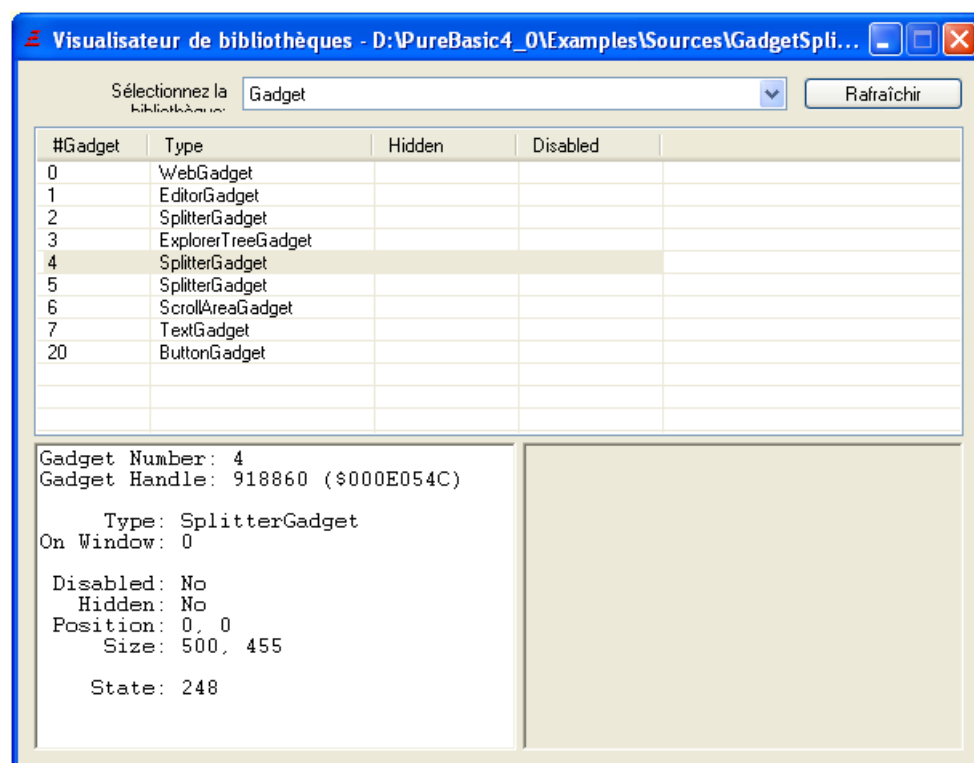 Visualisateur de bibliothèques - D:\PureBasic4_0\Examples\Sources\GadgetSpli...
Sélectionnez la
bibliothèque:
Gadget
Rafraîchir
#Gadget Type Hidden Disabled
0 WebGadget
1 EditorGadget
2 SplitterGadget
3 ExplorerTreeGadget
4 SplitterGadget
5 SplitterGadget
6 ScrollAreaGadget
7 TextGadget
20 ButtonGadget
Gadget Number: 4
Gadget Handle: 918860 ($000E054C)
Type: SplitterGadget
On Window: 0
Disabled: No
Hidden: No
Position: 0, 0
Size: 500, 455
State: 248